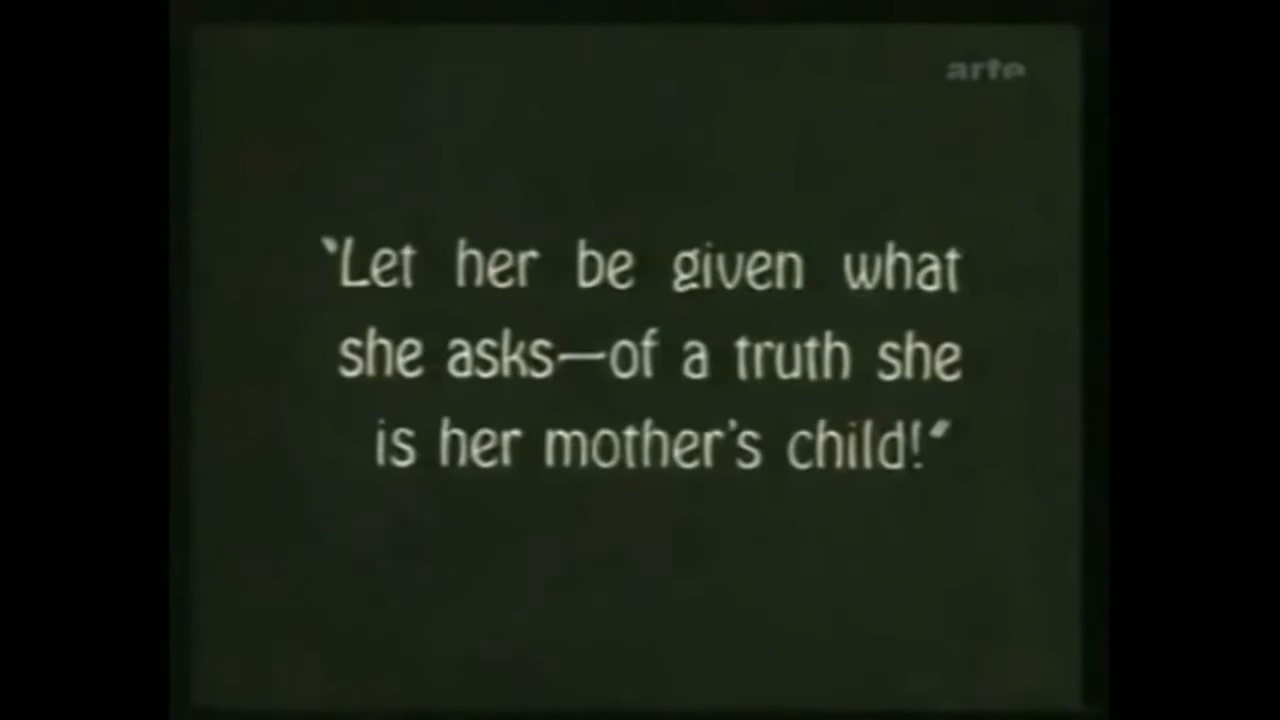 arte
“Let her be given what
she asks—of a truth she
is her mother's child!”